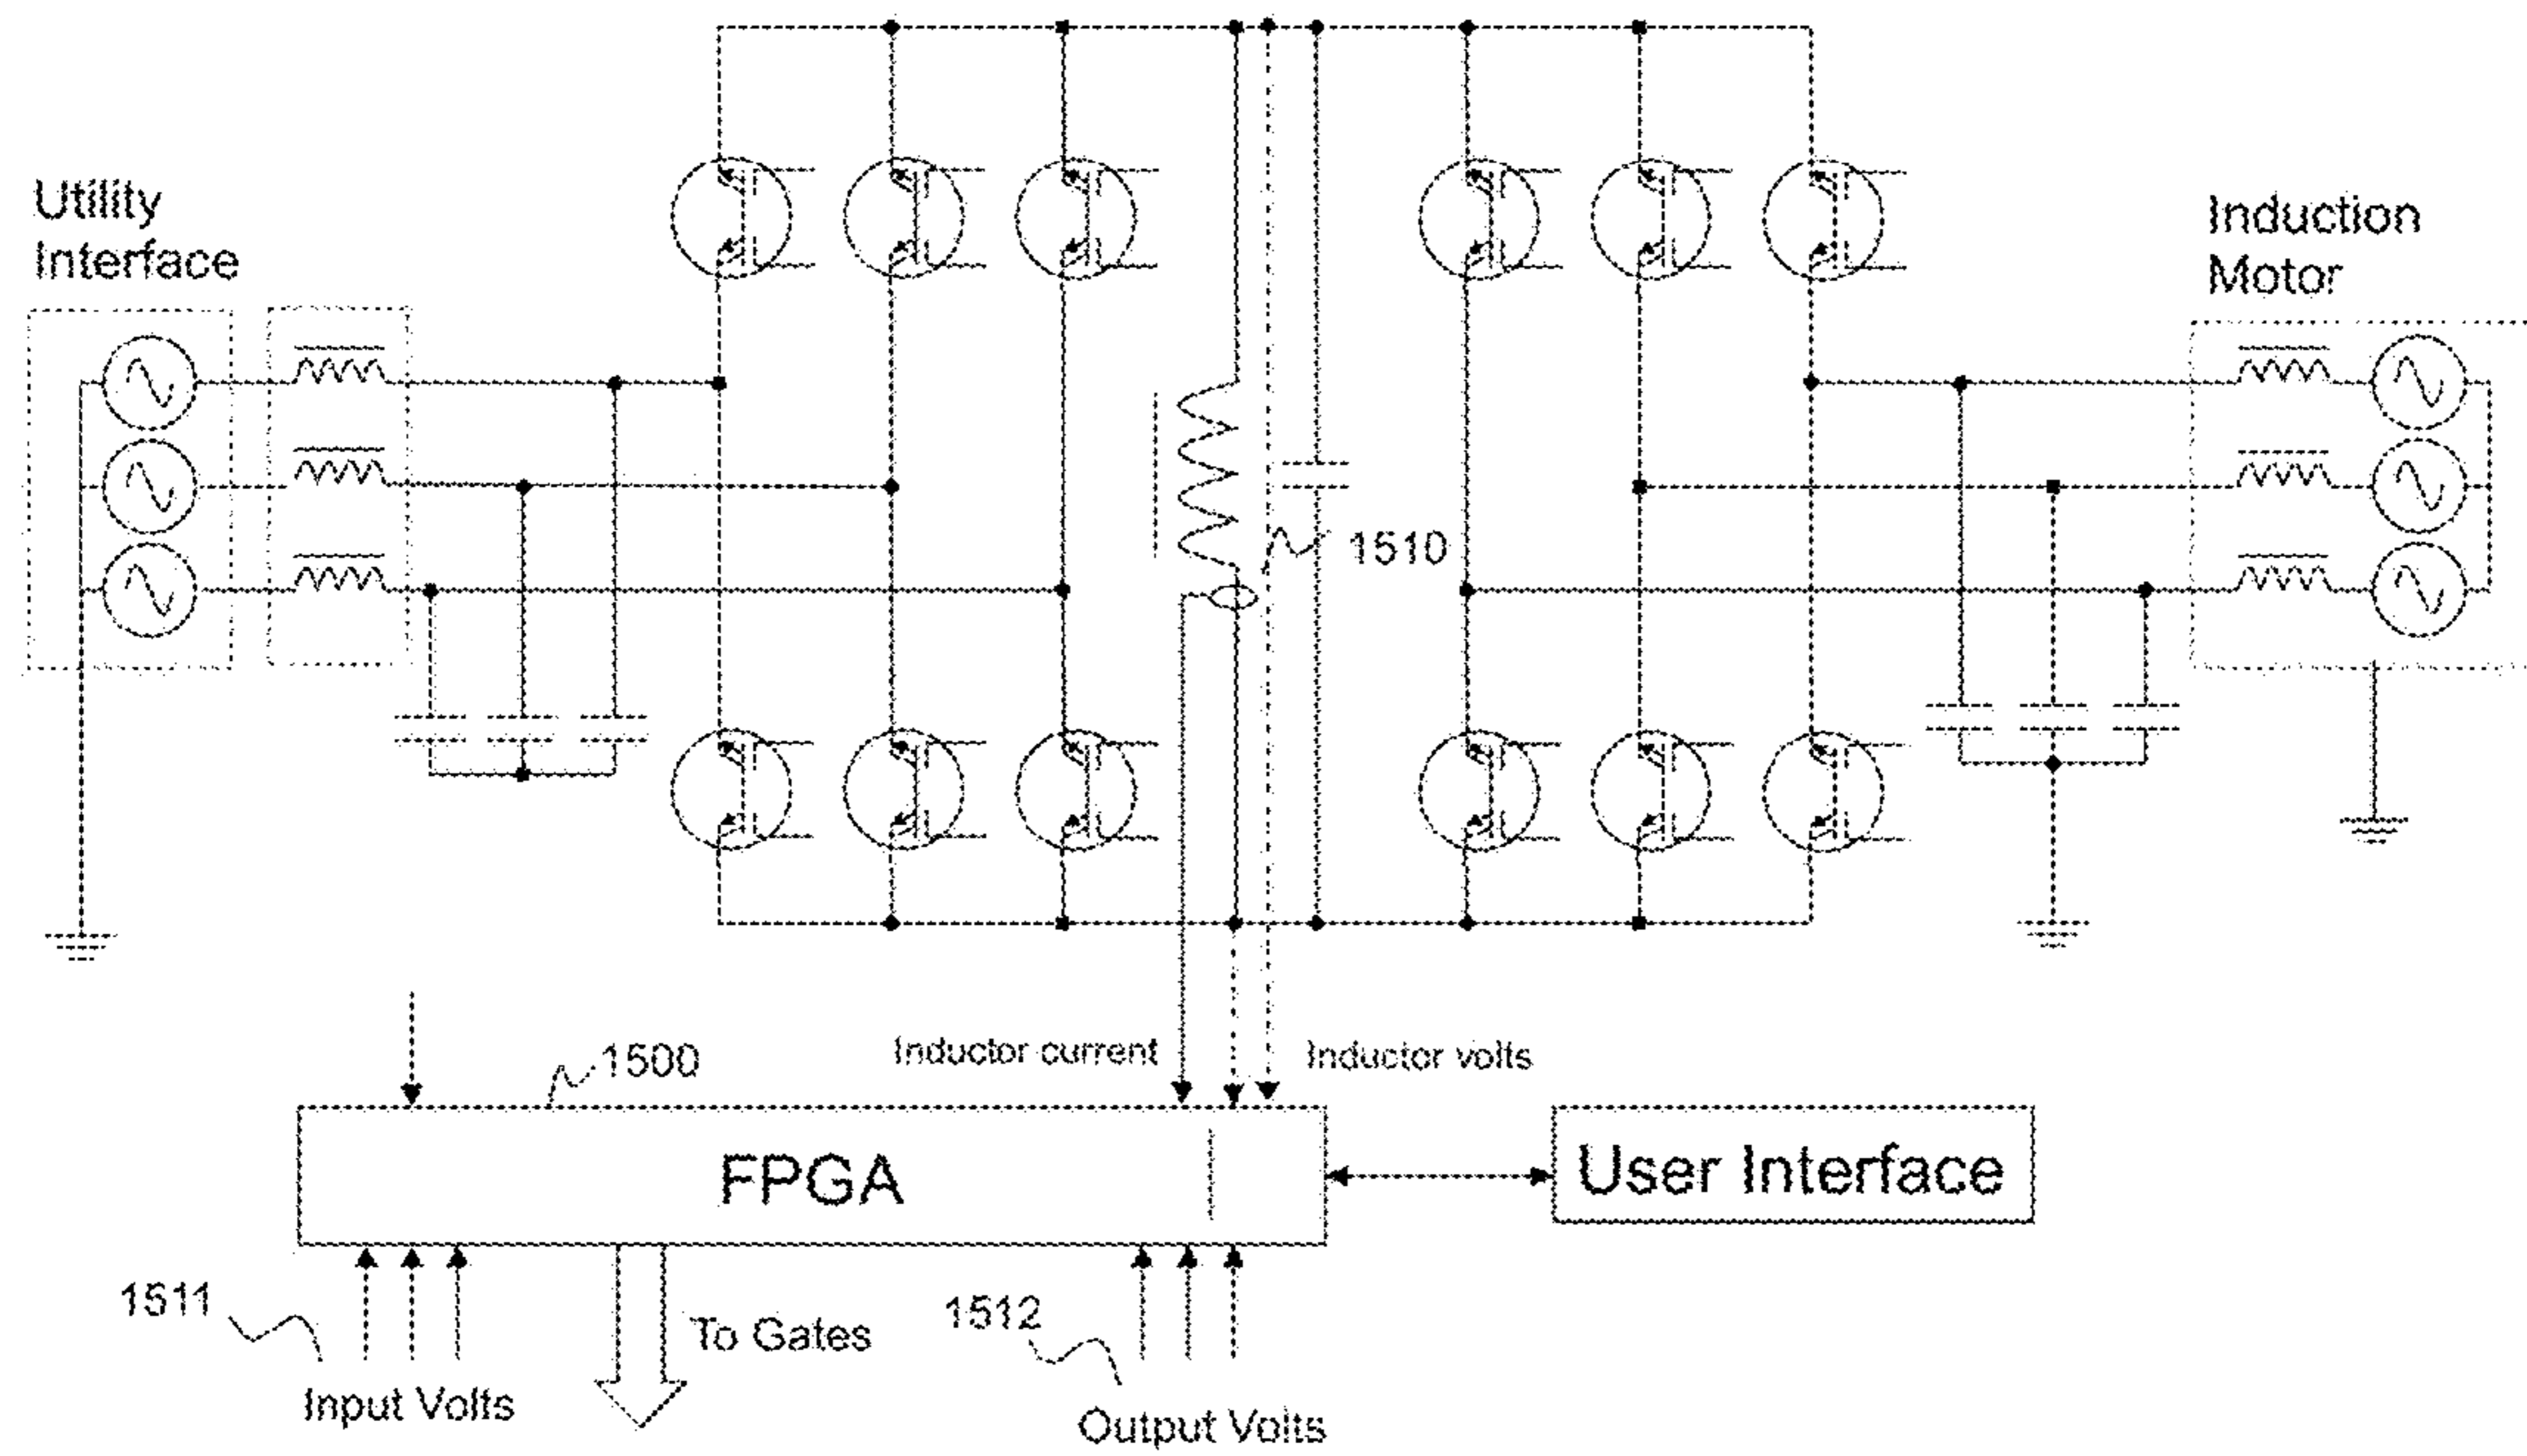 Utility
Interface
Induction
Motor
1510
1500
Inductor current
Inductor volts
FPGA
User Interface
1511
To Gates
1512
Input Volts
Output Volts